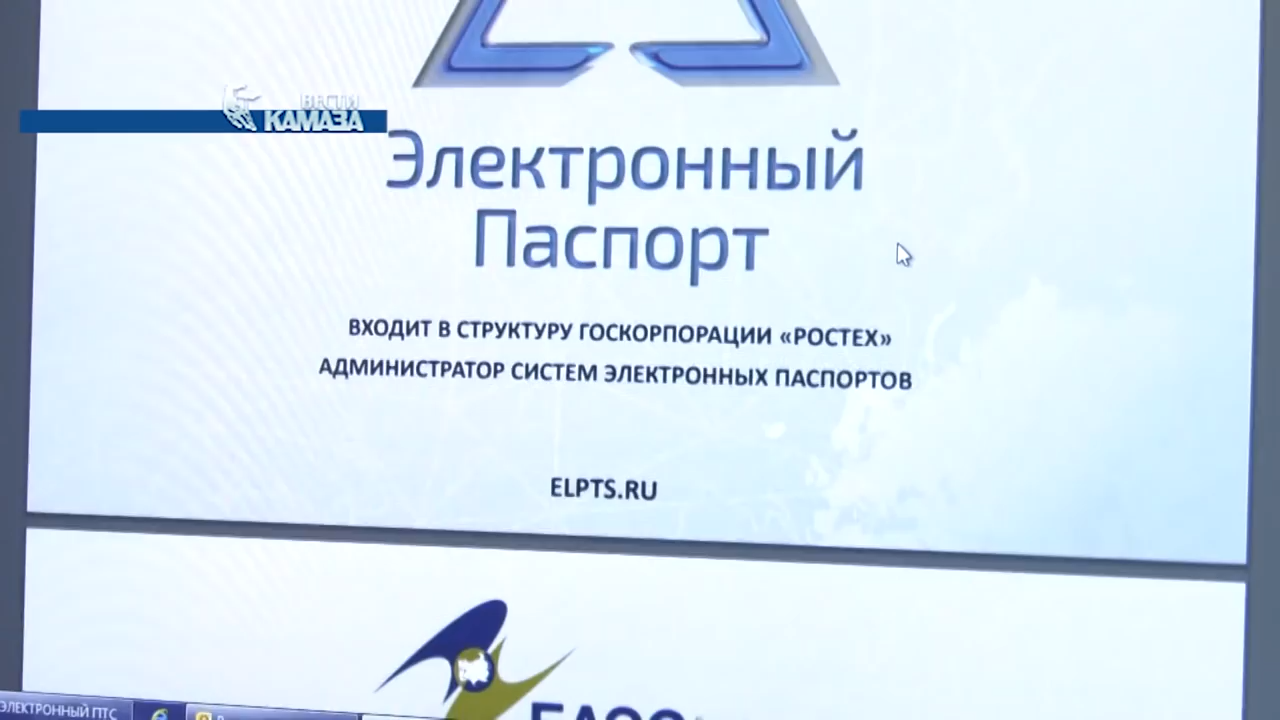 ВЕСТИ
КАМАЗА
Электронный
Паспорт
ВХОДИТ В СТРУКТУРУ ГОСКОРПОРАЦИИ «РОСТЕХ»
АДМИНИСТРАТОР СИСТЕМ ЭЛЕКТРОННЫХ ПАСПОРТОВ
ELPTS.RU
ЭЛЕКТРОННЫЙ ПТС